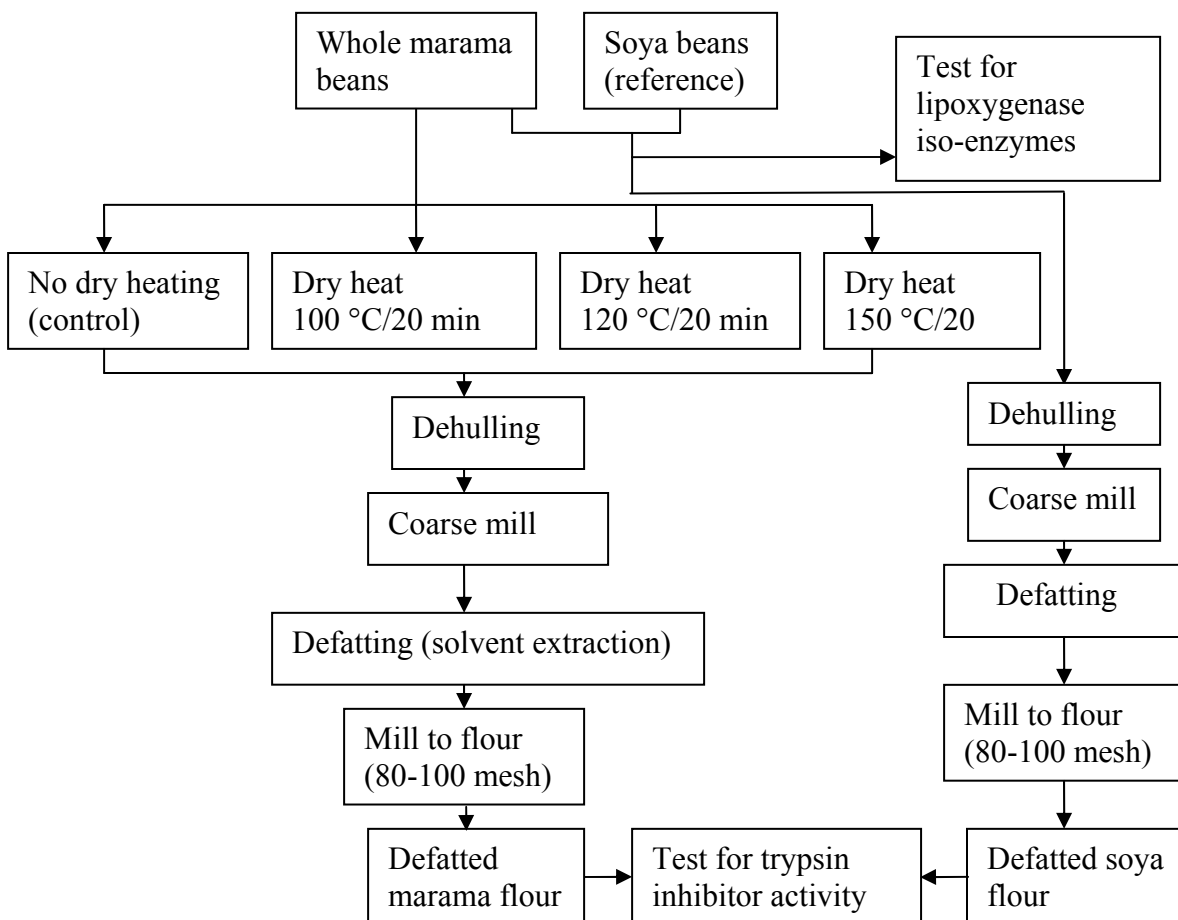 Whole marama
beans
Soya beans
(reference)
Test for
lipoxygenase
iso-enzymes
No dry heating
(control)
Dry heat
100 °C/20 min
Dry heat
120 °C/20 min
Dry heat
150 °C/20
Dehulling
Dehulling
Coarse mill
Coarse mill
Defatting (solvent extraction)
Defatting
Mill to flour
(80-100 mesh)
Mill to flour
(80-100 mesh)
Defatted
marama flour
Test for trypsin
inhibitor activity
Defatted soya
flour